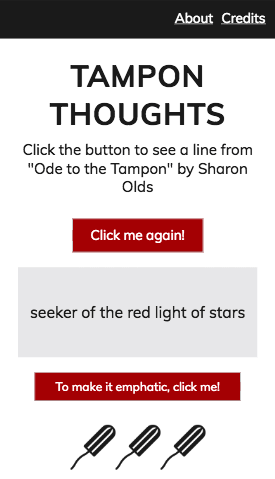 About Credits
TAMPON
THOUGHTS
Click the button to see a line from
"Ode to the Tampon" by Sharon
Olds
Click me again!
seeker of the red light of stars
To make it emphatic, click me!